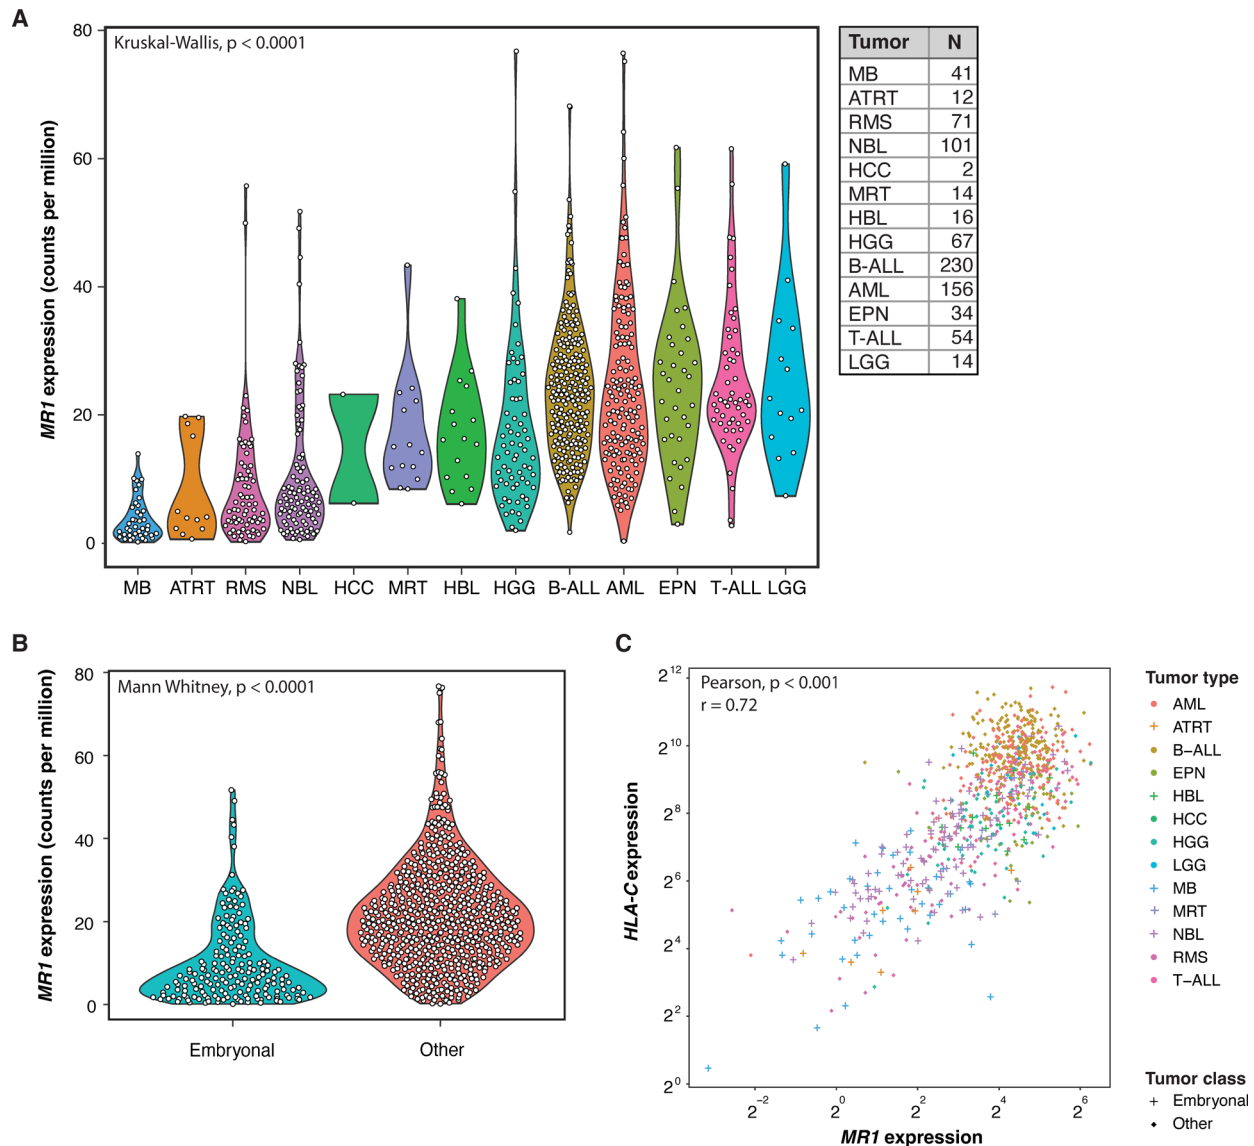 A
Kruskal-Wallis, p < 0.0001
MR1 expression (counts per million)
80
60
40
20
0
MB ATRT RMS NBL HCC MRT HBL HGG B-ALL AML EPN T-ALL LGG
Tumor N
MB 41
ATRT 12
RMS 71
NBL 101
HCC 2
MRT 14
HBL 16
HGG 67
B-ALL 230
AML 156
EPN 34
T-ALL 54
LGG 14
B
Mann Whitney, p < 0.0001
MR1 expression (counts per million)
80
60
40
20
0
Embryonal Other
C
Pearson, p < 0.001
r = 0.72
HLA-C expression
2^12
2^10
2^8
2^6
2^4
2^2
2^0
2^−2 2^0 2^2 2^4 2^6
MR1 expression
Tumor type
AML
ATRT
B−ALL
EPN
HBL
HCC
HGG
LGG
MB
MRT
NBL
RMS
T−ALL
Tumor class
Embryonal
Other